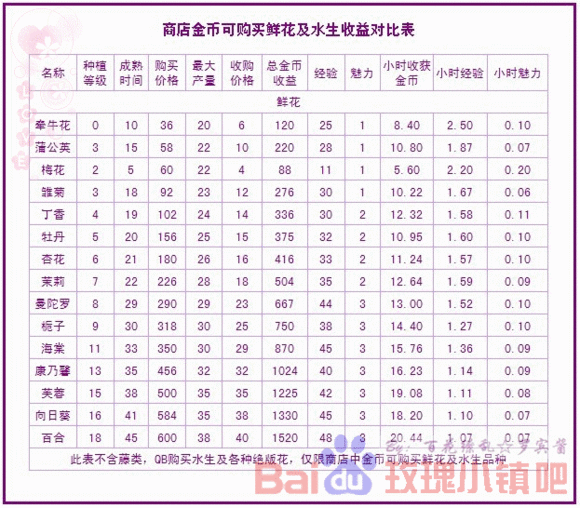 商店金币可购买鲜花及水生收益对比表
名称 种植等级 成熟时间 购买价格 最大产量 收购价格 总金币收益 经验 魅力 小时收获金币 小时经验 小时魅力
鲜花
牵牛花 0 10 36 20 6 120 25 1 8.40 2.50 0.10
蒲公英 3 15 58 22 10 220 28 1 10.80 1.87 0.07
梅花 2 5 60 22 4 88 11 1 5.60 2.20 0.20
雏菊 3 18 92 23 12 276 30 1 10.22 1.67 0.06
丁香 4 19 102 24 14 336 30 2 12.32 1.58 0.11
牡丹 5 20 156 25 15 375 32 2 10.95 1.60 0.10
杏花 6 21 180 26 16 416 33 2 11.24 1.57 0.10
茉莉 7 22 226 28 18 504 35 2 12.64 1.59 0.09
曼陀罗 8 29 290 29 23 667 44 3 13.00 1.52 0.10
栀子 9 30 318 30 25 750 38 3 14.40 1.27 0.10
海棠 11 33 350 30 29 870 45 3 15.76 1.36 0.09
康乃馨 13 35 456 32 32 1024 40 3 16.23 1.14 0.09
芙蓉 15 38 500 35 35 1225 42 3 19.08 1.11 0.08
向日葵 16 41 584 35 38 1330 45 3 18.20 1.10 0.07
百合 18 45 600 38 40 1520 48 3 20.44 1.07 0.07
此表不含藤类，QB购买水生及各种绝版花，仅限商店中金币可购买鲜花及水生品种
Bai du 玫瑰小镇吧